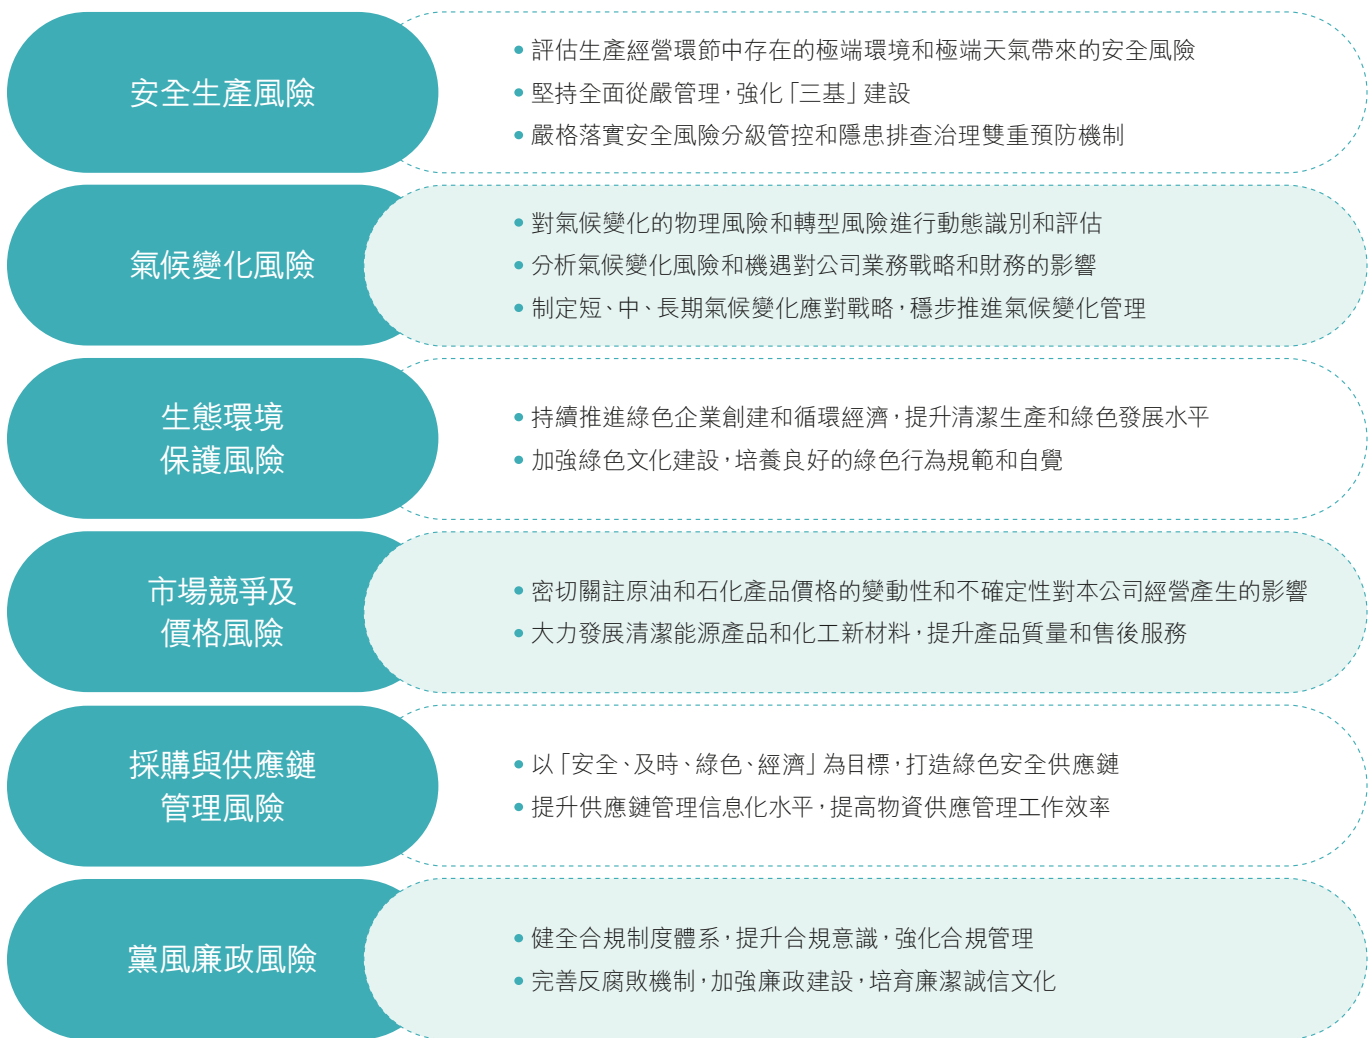 安全生產風險
• 評估生產經營環節中存在的極端環境和極端天氣帶來的安全風險
• 堅持全面從嚴管理，強化「三基」建設
• 嚴格落實安全風險分級管控和隱患排查治理雙重預防機制
氣候變化風險
• 對氣候變化的物理風險和轉型風險進行動態識別和評估
• 分析氣候變化風險和機遇對公司業務戰略和財務的影響
• 制定短、中、長期氣候變化應對戰略，穩步推進氣候變化管理
生態環境
保護風險
• 持續推進綠色企業創建和循環經濟，提升清潔生產和綠色發展水平
• 加強綠色文化建設，培養良好的綠色行為規範和自覺
市場競爭及
價格風險
• 密切關註原油和石化產品價格的變動性和不確定性對本公司經營產生的影響
• 大力發展清潔能源產品和化工新材料，提升產品質量和售後服務
採購與供應鏈
管理風險
• 以「安全、及時、綠色、經濟」為目標，打造綠色安全供應鏈
• 提升供應鏈管理信息化水平，提高物資供應管理工作效率
黨風廉政風險
• 健全合規制度體系，提升合規意識，強化合規管理
• 完善反腐敗機制，加強廉政建設，培育廉潔誠信文化